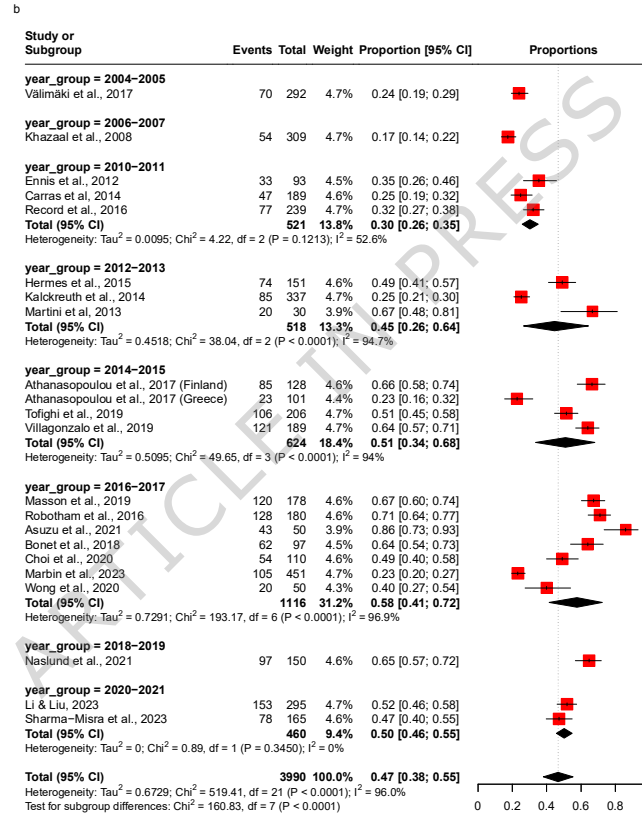 b
Study or
Subgroup Events Total Weight Proportion [95% CI] Proportions
year_group = 2004−2005
Välimäki et al., 2017 70 292 4.7% 0.24 [0.19; 0.29]
year_group = 2006−2007
Khazaal et al., 2008 54 309 4.7% 0.17 [0.14; 0.22]
year_group = 2010−2011
Ennis et al., 2012 33 93 4.5% 0.35 [0.26; 0.46]
Carras et al, 2014 47 189 4.6% 0.25 [0.19; 0.32]
Record et al., 2016 77 239 4.6% 0.32 [0.27; 0.38]
Total (95% CI) 521 13.8% 0.30 [0.26; 0.35]
Heterogeneity: Tau² = 0.0095; Chi² = 4.22, df = 2 (P = 0.1213); I² = 52.6%
year_group = 2012−2013
Hermes et al., 2015 74 151 4.6% 0.49 [0.41; 0.57]
Kalckreuth et al., 2014 85 337 4.7% 0.25 [0.21; 0.30]
Martini et al, 2013 20 30 3.9% 0.67 [0.48; 0.81]
Total (95% CI) 518 13.3% 0.45 [0.26; 0.64]
Heterogeneity: Tau² = 0.4518; Chi² = 38.04, df = 2 (P < 0.0001); I² = 94.7%
year_group = 2014−2015
Athanasopoulou et al., 2017 (Finland) 85 128 4.6% 0.66 [0.58; 0.74]
Athanasopoulou et al., 2017 (Greece) 23 101 4.5% 0.23 [0.16; 0.32]
Tofighi et al., 2019 106 206 4.6% 0.51 [0.45; 0.58]
Villagonzalo et al., 2019 121 189 4.6% 0.64 [0.57; 0.71]
Total (95% CI) 624 18.4% 0.51 [0.34; 0.68]
Heterogeneity: Tau² = 0.5095; Chi² = 49.65, df = 3 (P < 0.0001); I² = 94%
year_group = 2016−2017
Masson et al., 2019 120 178 4.6% 0.67 [0.60; 0.74]
Robotham et al., 2016 128 180 4.6% 0.71 [0.64; 0.77]
Asuzu et al., 2021 43 50 3.9% 0.86 [0.73; 0.93]
Bonet et al., 2018 62 97 4.5% 0.64 [0.54; 0.73]
Choi et al., 2020 54 110 4.6% 0.49 [0.40; 0.58]
Marbin et al., 2023 105 451 4.7% 0.23 [0.20; 0.27]
Wong et al., 2020 20 50 4.3% 0.40 [0.27; 0.54]
Total (95% CI) 1116 31.2% 0.58 [0.41; 0.72]
Heterogeneity: Tau² = 0.7291; Chi² = 193.17, df = 6 (P < 0.0001); I² = 96.9%
year_group = 2018−2019
Naslund et al., 2021 97 150 4.6% 0.65 [0.57; 0.72]
year_group = 2020−2021
Li & Liu, 2023 153 295 4.7% 0.52 [0.46; 0.58]
Sharma−Misra et al., 2023 78 165 4.6% 0.47 [0.40; 0.55]
Total (95% CI) 460 9.4% 0.50 [0.46; 0.55]
Heterogeneity: Tau² = 0; Chi² = 0.89, df = 1 (P = 0.3450); I² = 0%
Total (95% CI) 3990 100.0% 0.47 [0.38; 0.55]
Heterogeneity: Tau² = 0.6729; Chi² = 519.41, df = 21 (P < 0.0001); I² = 96.0%
Test for subgroup differences: Chi² = 160.83, df = 7 (P < 0.0001)
0 0.2 0.4 0.6 0.8
ARTICLE IN PRESS